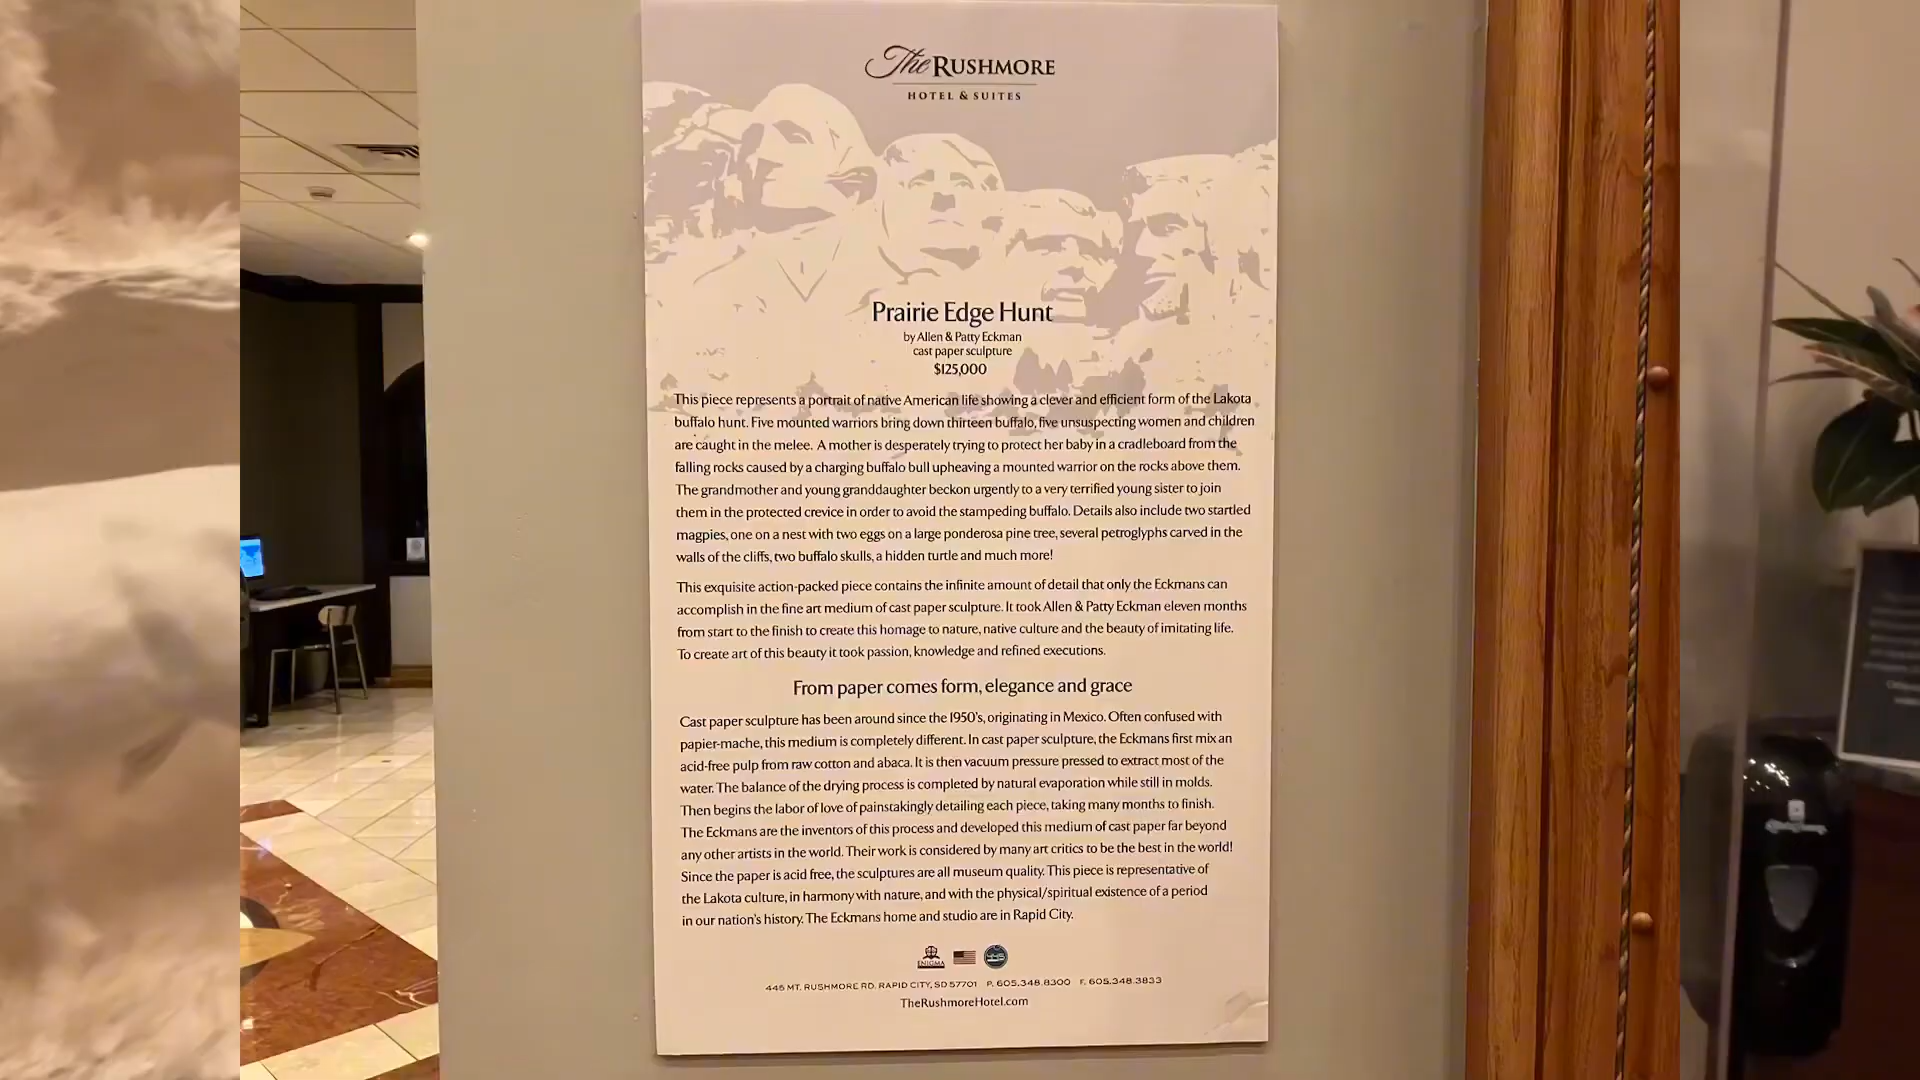 The RUSHMORE
HOTEL & SUITES
Prairie Edge Hunt
by Allen & Patty Eckman
cast paper sculpture
$125,000
This piece represents a portrait of native American life showing a clever and efficient form of the Lakota
buffalo hunt. Five mounted warriors bring down thirteen buffalo, five unsuspecting women and children
are caught in the melee. A mother is desperately trying to protect her baby in a cradleboard from the
falling rocks caused by a charging buffalo bull upheaving a mounted warrior on the rocks above them.
The grandmother and young granddaughter beckon urgently to a very terrified young sister to join
them in the protected crevice in order to avoid the stampeding buffalo. Details also include two startled
magpies, one on a nest with two eggs on a large ponderosa pine tree, several petroglyphs carved in the
walls of the cliffs, two buffalo skulls, a hidden turtle and much more!
This exquisite action-packed piece contains the infinite amount of detail that only the Eckmans can
accomplish in the fine art medium of cast paper sculpture. It took Allen & Patty Eckman eleven months
from start to the finish to create this homage to nature, native culture and the beauty of imitating life.
To create art of this beauty it took passion, knowledge and refined executions.
From paper comes form, elegance and grace
Cast paper sculpture has been around since the 1950's, originating in Mexico. Often confused with
papier-mache, this medium is completely different. In cast paper sculpture, the Eckmans first mix an
acid-free pulp from raw cotton and abaca. It is then vacuum pressure pressed to extract most of the
water. The balance of the drying process is completed by natural evaporation while still in molds.
Then begins the labor of love of painstakingly detailing each piece, taking many months to finish.
The Eckmans are the inventors of this process and developed this medium of cast paper far beyond
any other artists in the world. Their work is considered by many art critics to be the best in the world!
Since the paper is acid free, the sculptures are all museum quality. This piece is representative of
the Lakota culture, in harmony with nature, and with the physical/spiritual existence of a period
in our nation's history. The Eckmans home and studio are in Rapid City.
ENIGMA
445 MT. RUSHMORE RD. RAPID CITY, SD 57701 P. 605.348.8300 F. 605.348.3833
TheRushmoreHotel.com